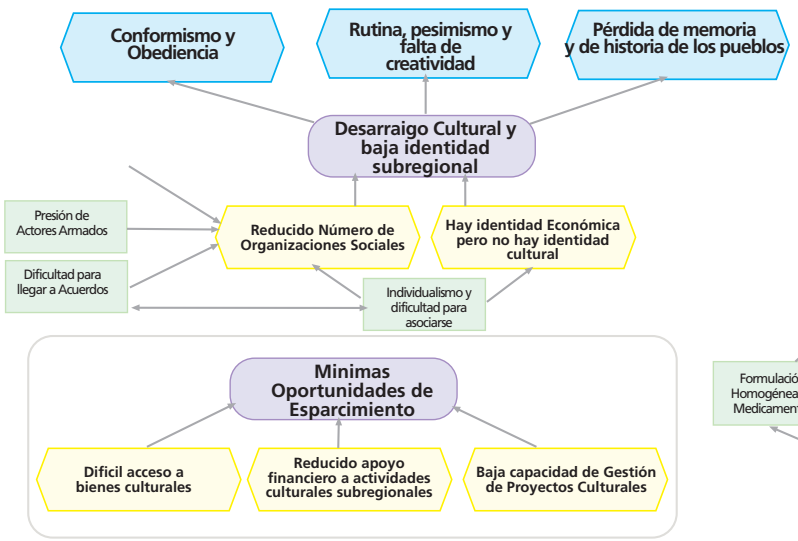 Conformismo y
Obediencia
Rutina, pesimismo y
falta de
creatividad
Pérdida de memoria
y de historia de los pueblos
Desarraigo Cultural y
baja identidad
subregional
Presión de
Actores Armados
Reducido Número de
Organizaciones Sociales
Hay identidad Económica
pero no hay identidad
cultural
Dificultad para
llegar a Acuerdos
Individualismo y
dificultad para
asociarse
Minimas
Oportunidades de
Esparcimiento
Dificil acceso a
bienes culturales
Reducido apoyo
financiero a actividades
culturales subregionales
Baja capacidad de Gestión
de Proyectos Culturales